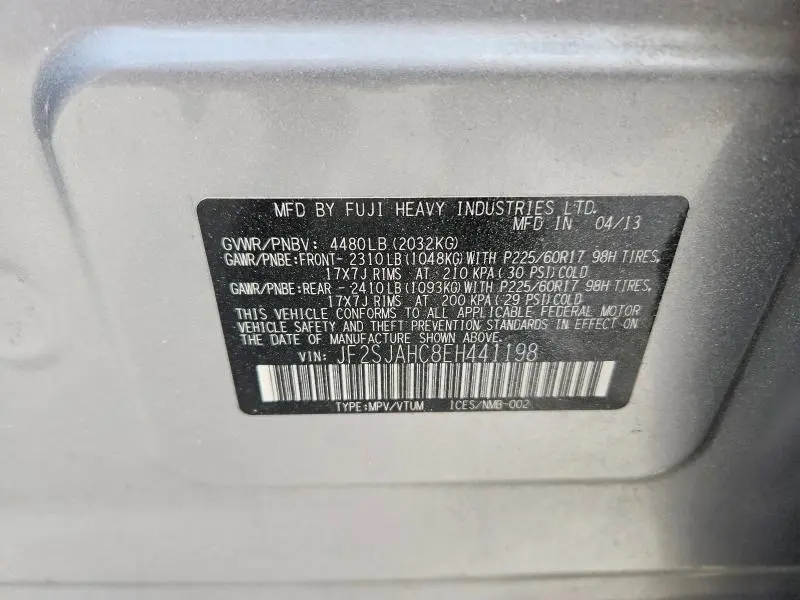 MFD BY FUJI HEAVY INDUSTRIES LTD.
MFD IN 04/13
GVWR/PNBV: 4480LB(2032KG)
GAWR/PNBE:FRONT-2310LB(1048KG)WITH P225/60R17 98H TIRES,
17X7J RIMS AT 210 KPA(30 PSI)COLD
GAWR/PNBE:REAR -2410LB(1093KG)WITH P225/60R17 98H TIRES,
17X7J RIMS AT 200 KPA(29 PSI)COLD
THIS VEHICLE CONFORMS TO ALL APPLICABLE FEDERAL MOTOR
VEHICLE SAFETY AND THEFT PREVENTION STANDARDS IN EFFECT ON
THE DATE OF MANUFACTURE SHOWN ABOVE.
VIN: JF2SJAHC8EH441198
TYPE:MPV/VTUM ICES/NMB-002